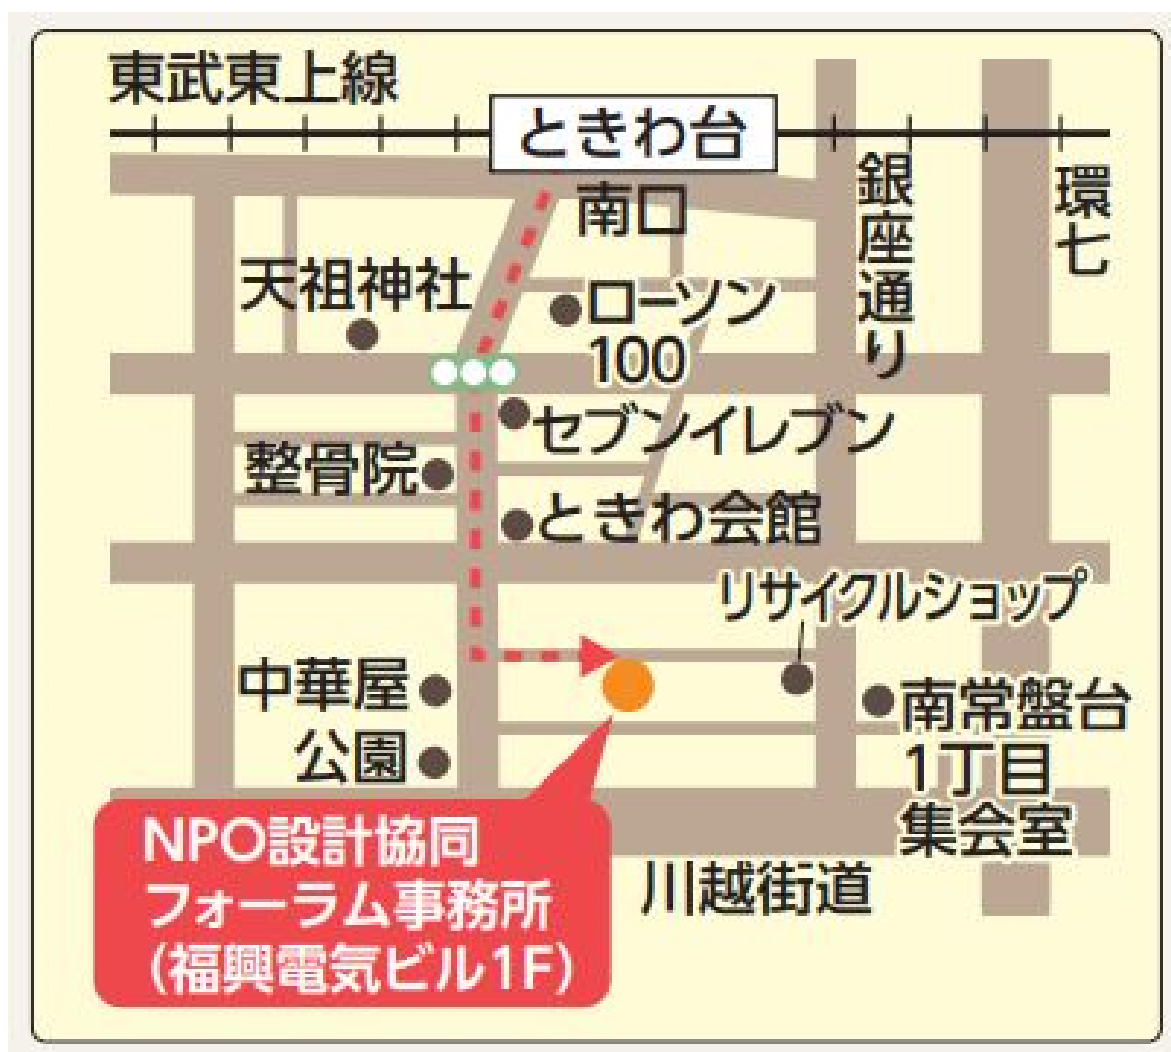 東武東上線
ときわ台
南口
銀座通り
環七
天祖神社
ローソン
100
セブンイレブン
整骨院
ときわ会館
リサイクルショップ
中華屋
南常盤台
1丁目
集会室
公園
NPO設計協同
フォーラム事務所
(福興電気ビル1F)
川越街道